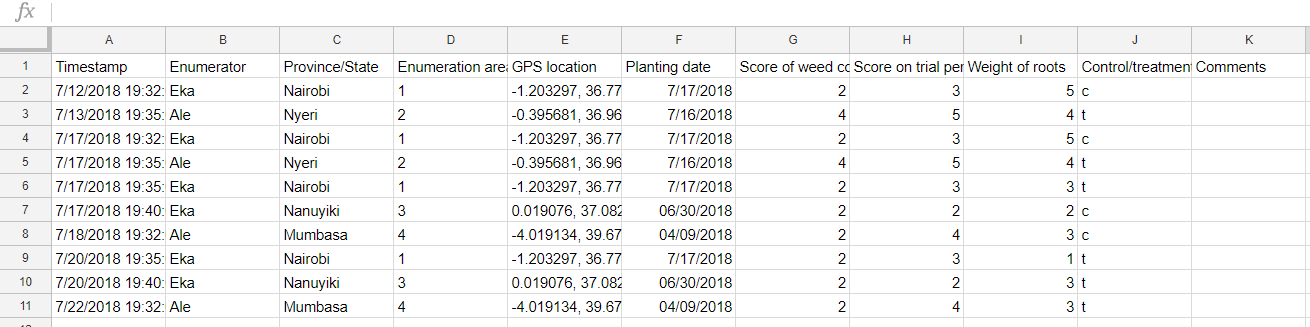 fx
A B C D E F G H I J K
1 Timestamp Enumerator Province/State Enumeration area GPS location Planting date Score of weed co Score on trial per Weight of roots Control/treatment Comments
2 7/12/2018 19:32: Eka Nairobi 1 -1.203297, 36.77 7/17/2018 2 3 5 c
3 7/13/2018 19:35: Ale Nyeri 2 -0.395681, 36.96 7/16/2018 4 5 4 t
4 7/17/2018 19:32: Eka Nairobi 1 -1.203297, 36.77 7/17/2018 2 3 5 c
5 7/17/2018 19:35: Ale Nyeri 2 -0.395681, 36.96 7/16/2018 4 5 4 t
6 7/17/2018 19:35: Eka Nairobi 1 -1.203297, 36.77 7/17/2018 2 3 3 t
7 7/17/2018 19:40: Eka Nanuyiki 3 0.019076, 37.082 06/30/2018 2 2 2 c
8 7/18/2018 19:32: Ale Mumbasa 4 -4.019134, 39.67 04/09/2018 2 4 3 c
9 7/20/2018 19:35: Eka Nairobi 1 -1.203297, 36.77 7/17/2018 2 3 1 t
10 7/20/2018 19:40: Eka Nanuyiki 3 0.019076, 37.082 06/30/2018 2 2 3 t
11 7/22/2018 19:32: Ale Mumbasa 4 -4.019134, 39.67 04/09/2018 2 4 3 t